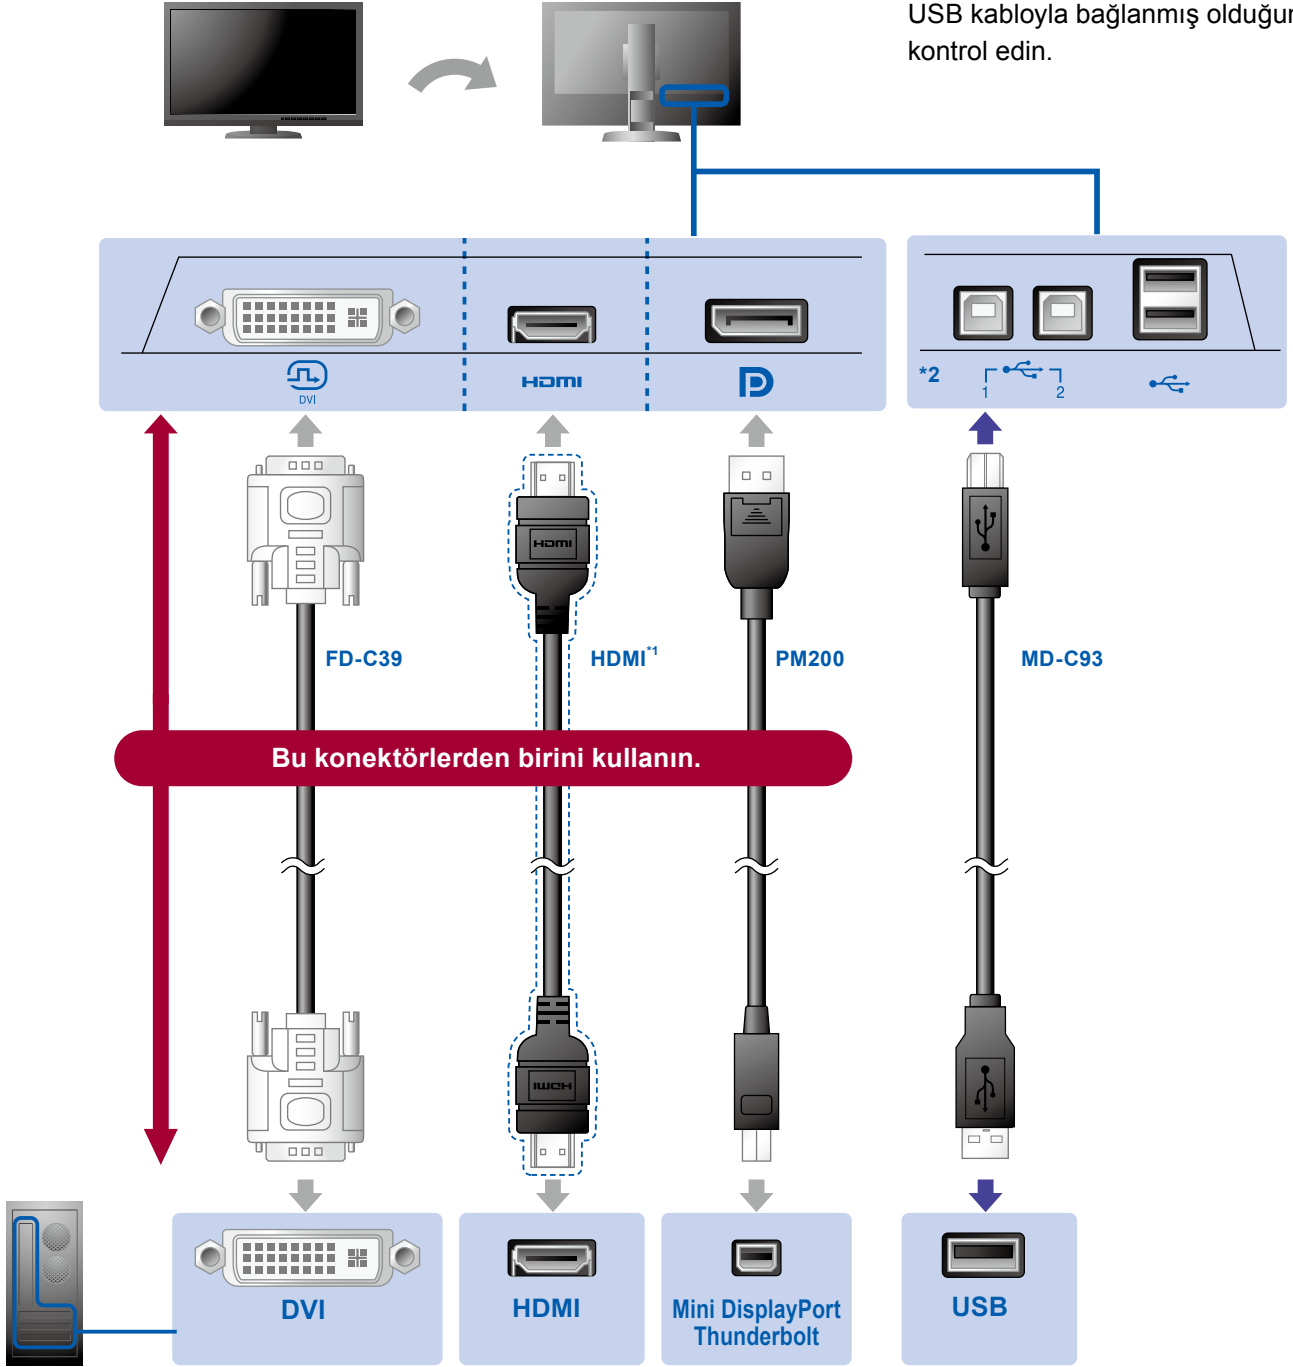 USB kabloyla bağlanmış olduğun
kontrol edin.
DVI
HDMI
*2
1
2
HDMI
FD-C39
HDMI*1
PM200
MD-C93
Bu konektörlerden birini kullanın.
HDMI
DVI
HDMI
Mini DisplayPort
Thunderbolt
USB